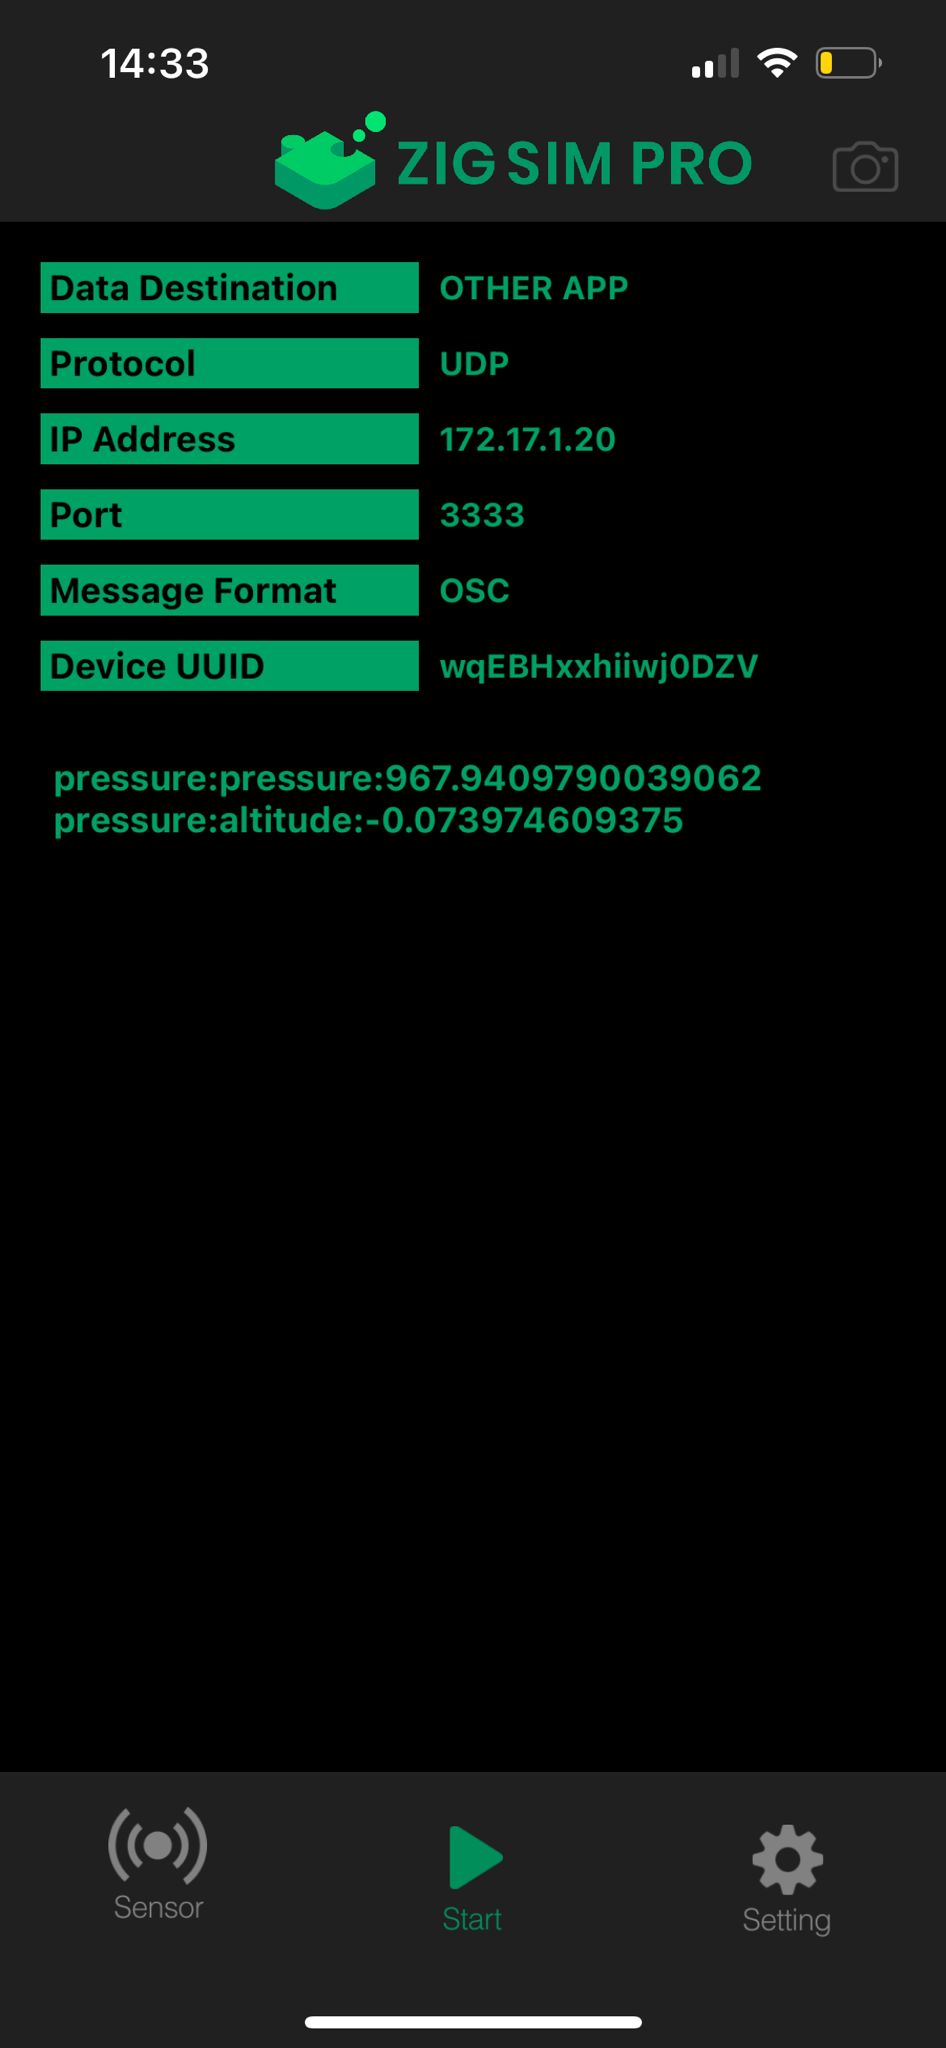 14:33
ZIG SIM PRO
Data Destination OTHER APP
Protocol UDP
IP Address 172.17.1.20
Port 3333
Message Format OSC
Device UUID wqEBHxxhiiwj0DZV
pressure:pressure:967.9409790039062
pressure:altitude:-0.073974609375
Sensor Start Setting